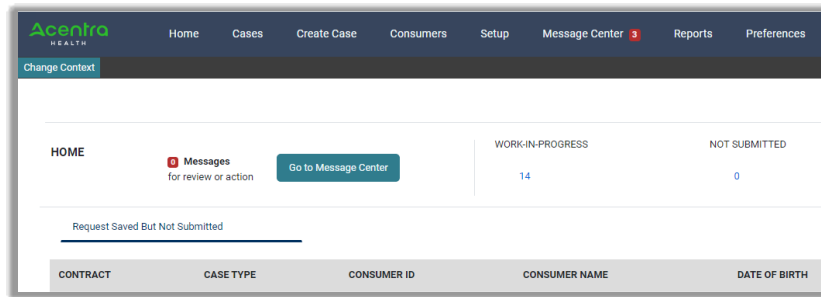 Acentra
HEALTH
Home Cases Create Case Consumers Setup Message Center 3 Reports Preferences
Change Context
HOME
0 Messages
for review or action
Go to Message Center
WORK-IN-PROGRESS
14
NOT SUBMITTED
0
Request Saved But Not Submitted
CONTRACT CASE TYPE CONSUMER ID CONSUMER NAME DATE OF BIRTH